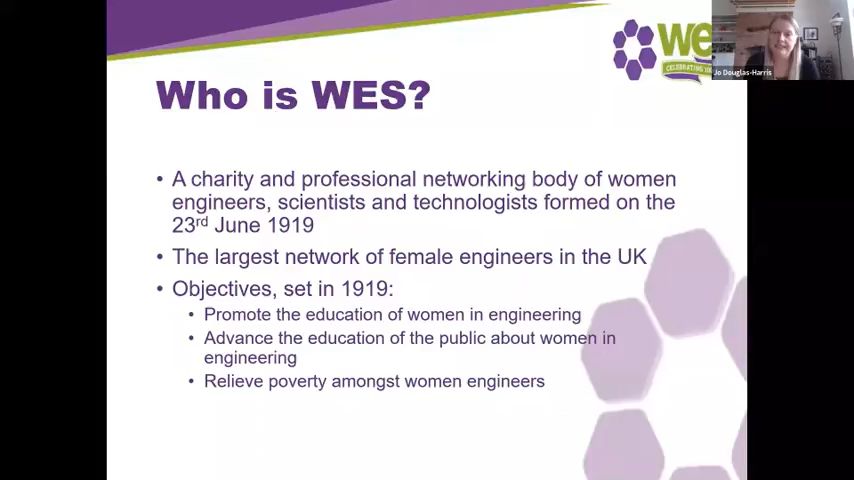 WE
CELEBRATING
Jo Douglas-Harris
Who is WES?
• A charity and professional networking body of women
engineers, scientists and technologists formed on the
23rd June 1919
• The largest network of female engineers in the UK
• Objectives, set in 1919:
• Promote the education of women in engineering
• Advance the education of the public about women in
engineering
• Relieve poverty amongst women engineers